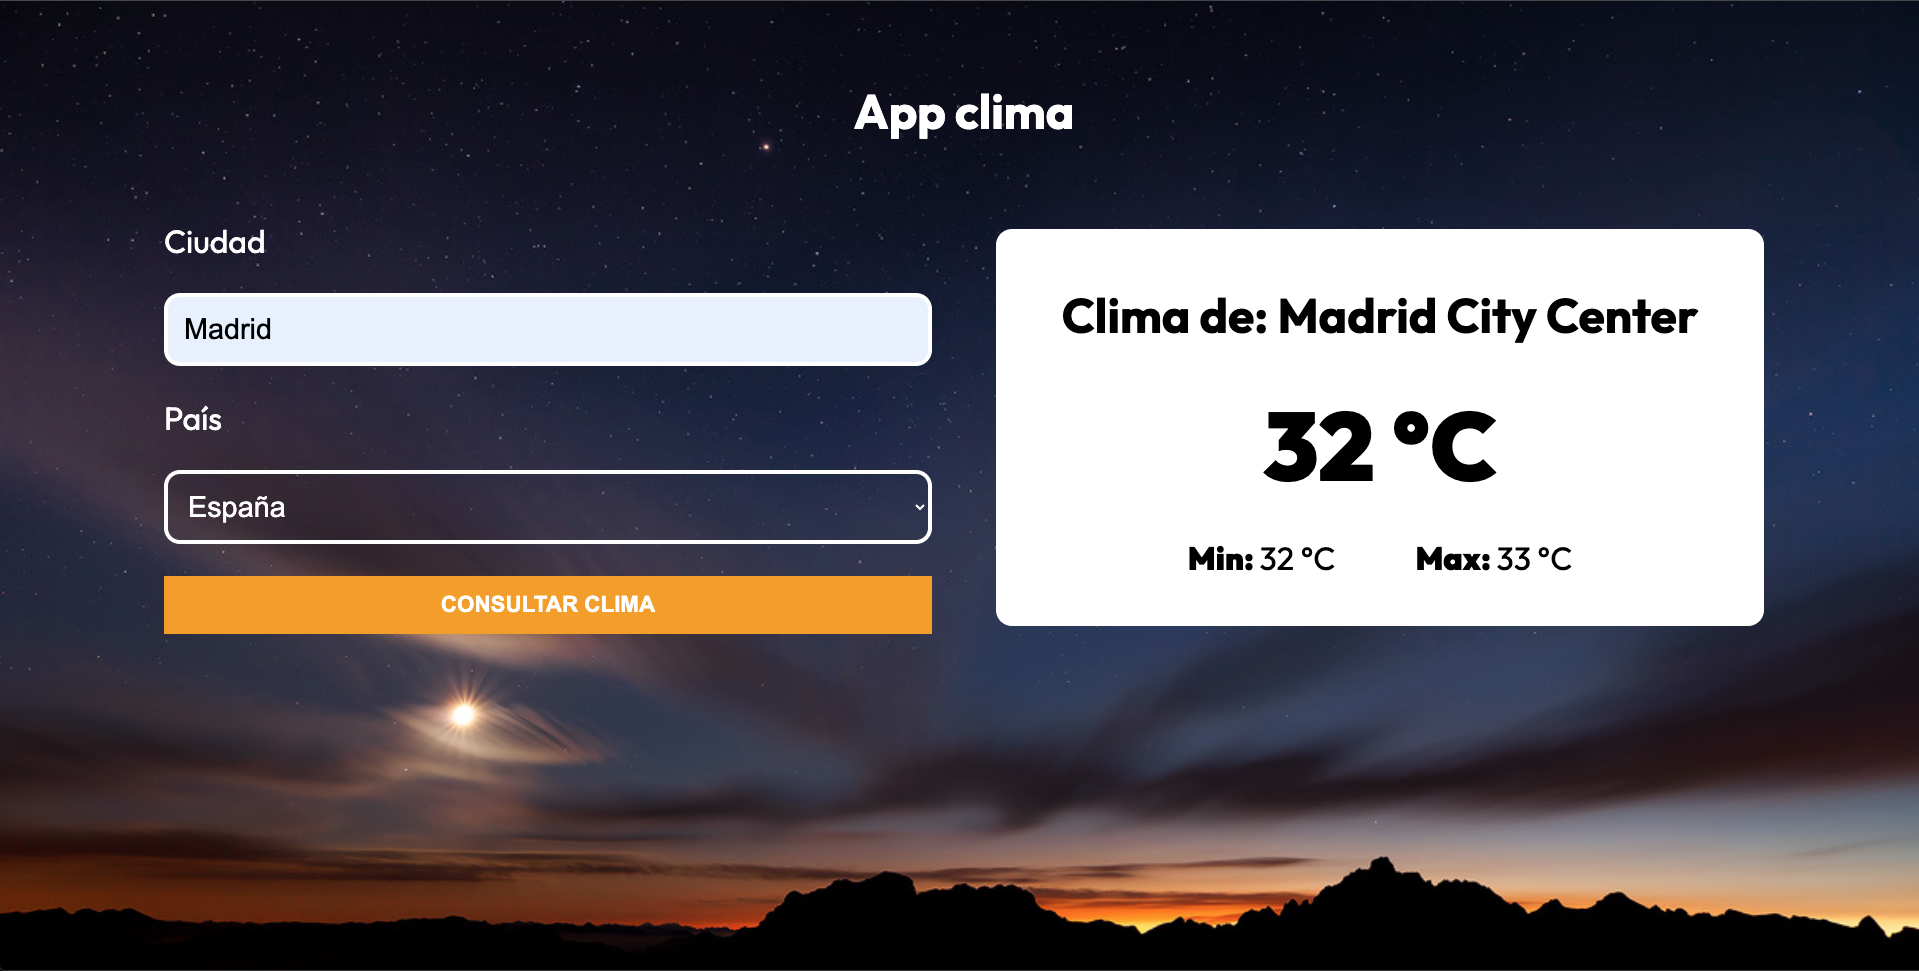 App clima
Ciudad
Madrid
País
España
CONSULTAR CLIMA
Clima de: Madrid City Center
32 °C
Min: 32 °C Max: 33 °C